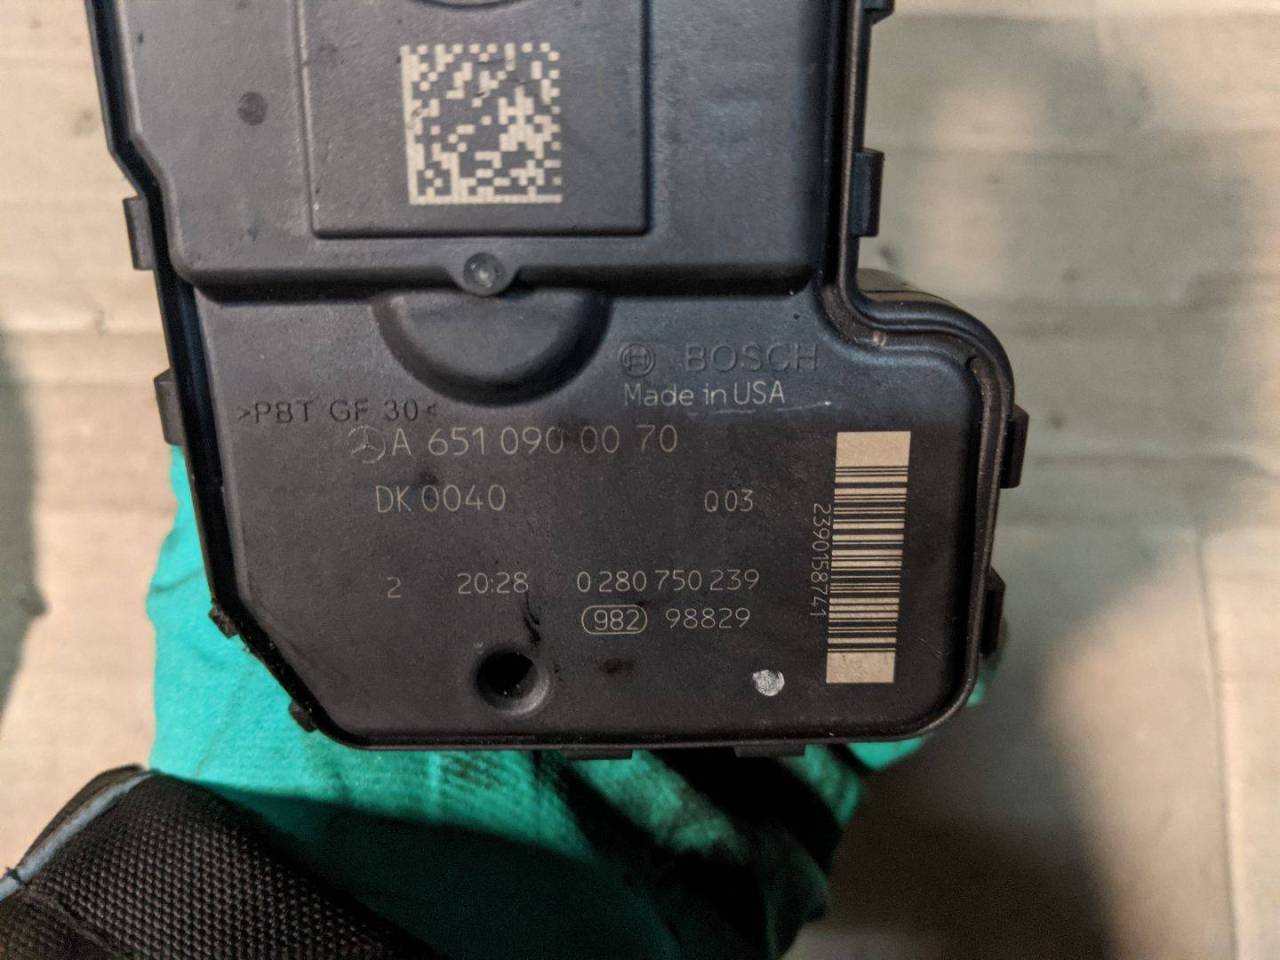 BOSCH
Made in USA
>PBT GF 30<
A 651 090 00 70
DK 0040 Q03
2 20:28 0 280 750 239
982 98829
2390158741